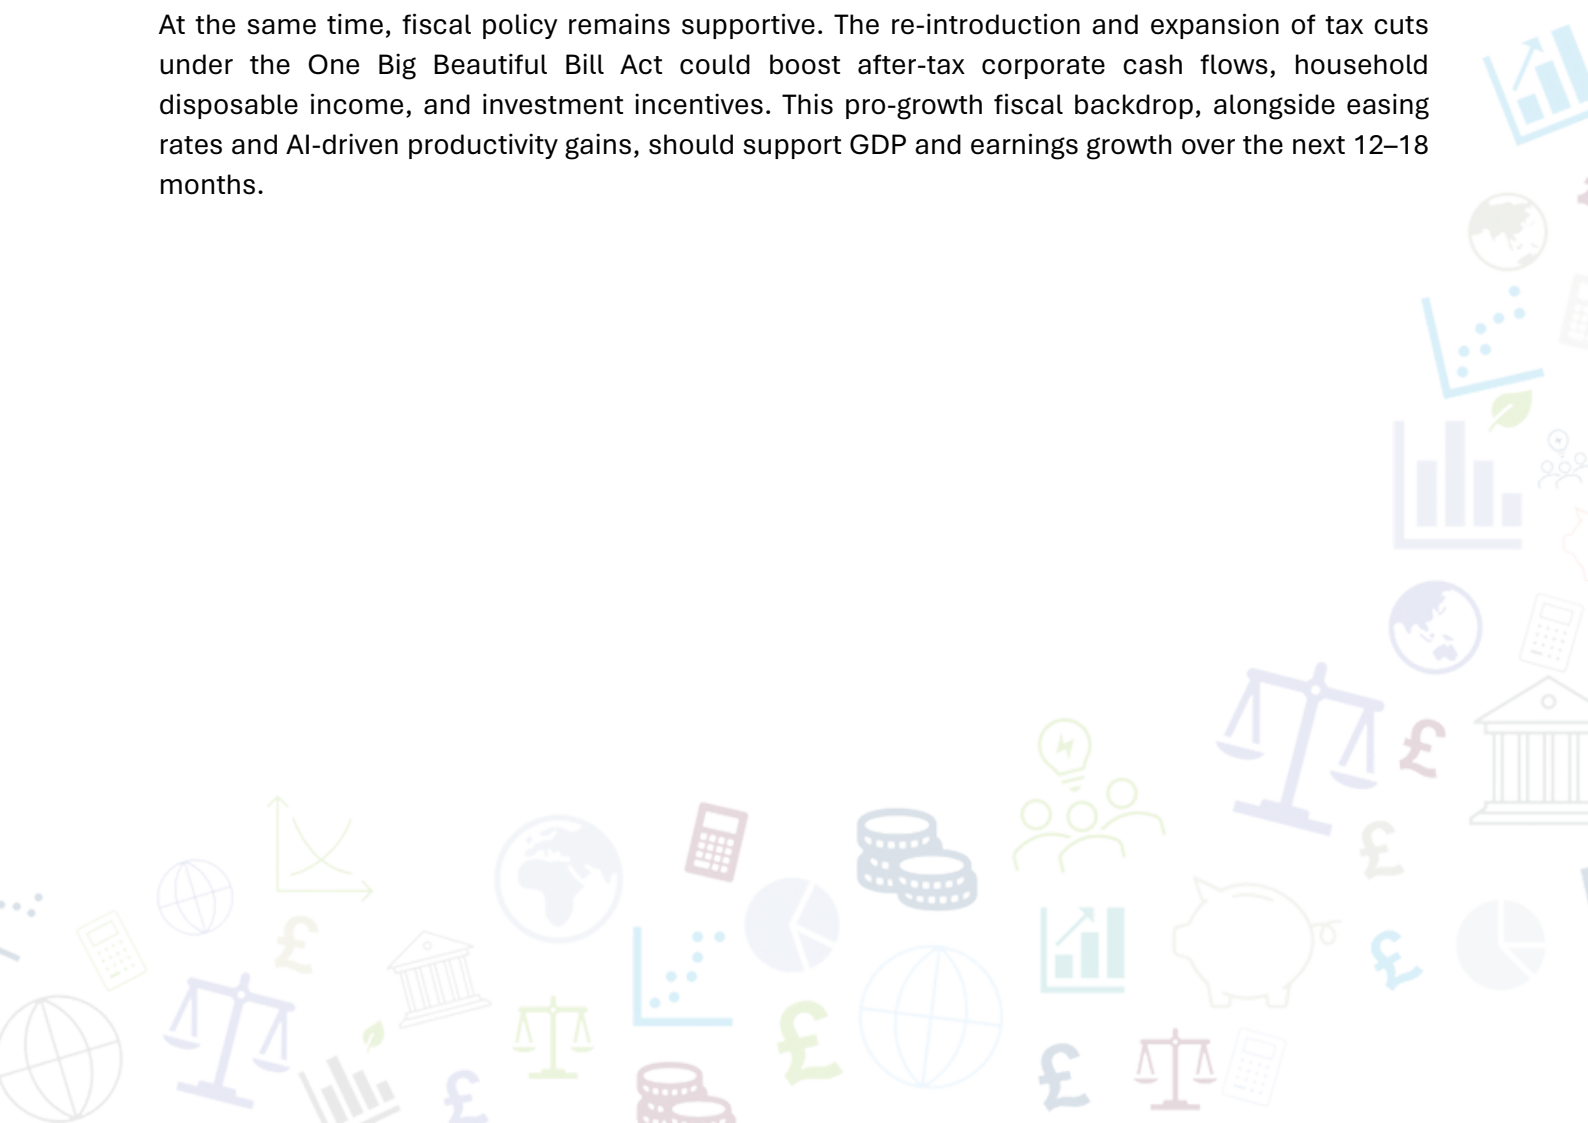 At the same time, fiscal policy remains supportive. The re-introduction and expansion of tax cuts
under the One Big Beautiful Bill Act could boost after-tax corporate cash flows, household
disposable income, and investment incentives. This pro-growth fiscal backdrop, alongside easing
rates and AI-driven productivity gains, should support GDP and earnings growth over the next 12–18
months.